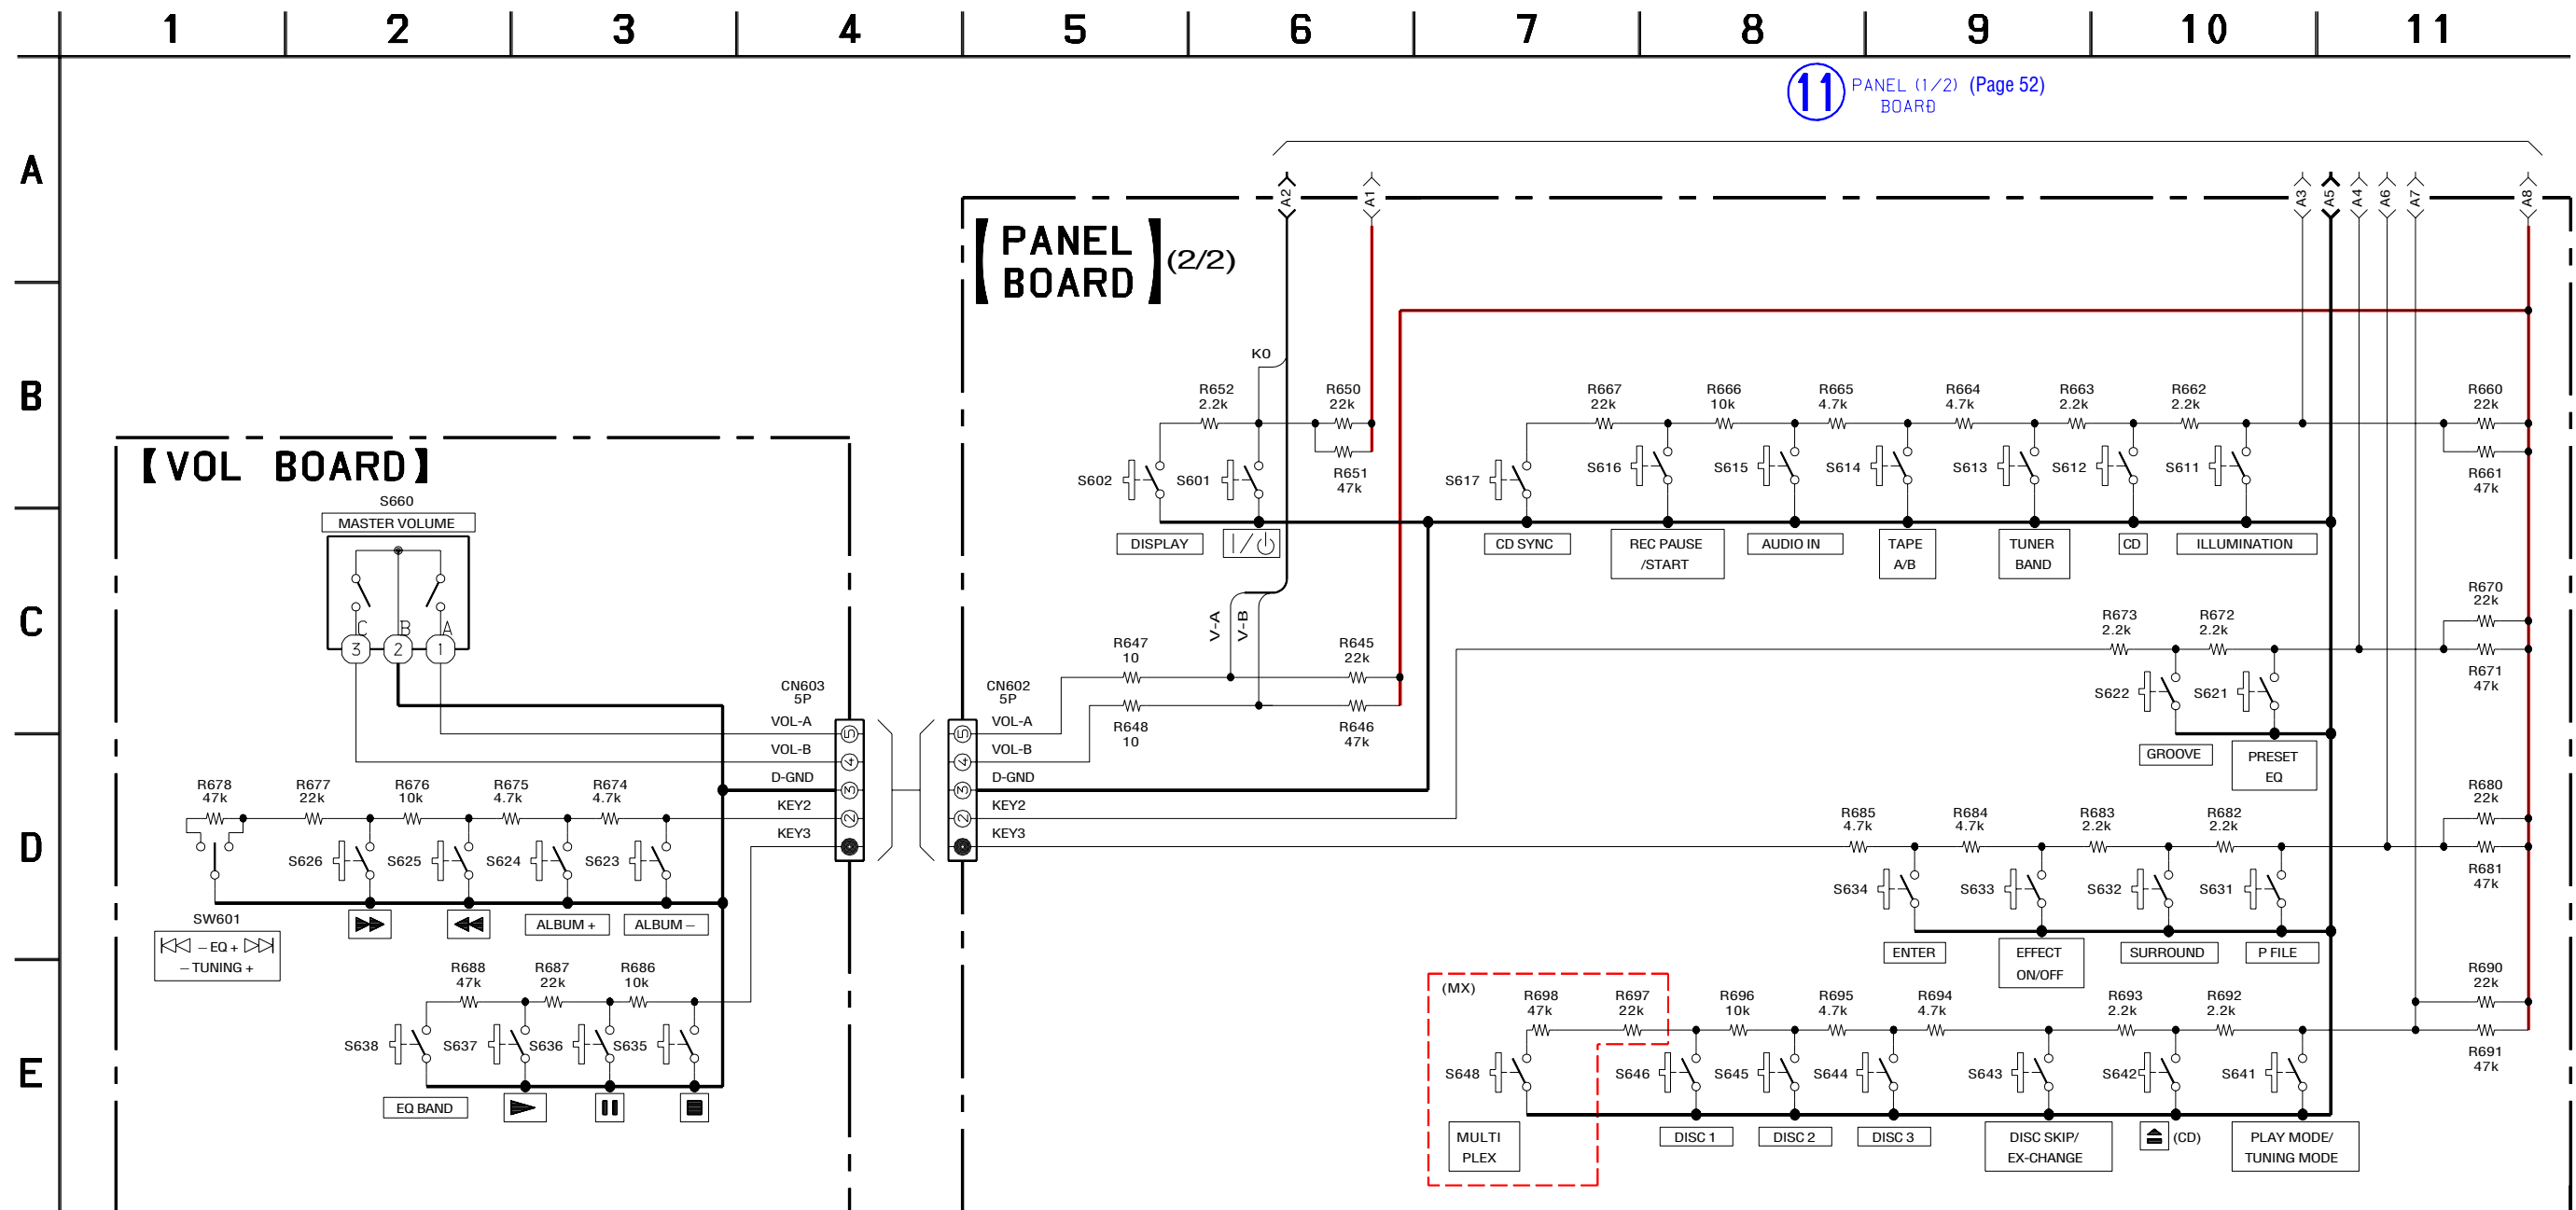 1 2 3 4 5 6 7 8 9 10 11
11 PANEL (1/2) (Page 52)
BOARD
A
A2 A1 A3 A5 A4 A6 A7 A8
【PANEL
BOARD】(2/2)
K0
B
R652 2.2k
R650 22k
R651 47k
R667 22k
R666 10k
R665 4.7k
R664 4.7k
R663 2.2k
R662 2.2k
R660 22k
R661 47k
S602 S601 S617 S616 S615 S614 S613 S612 S611
DISPLAY
I/
CD SYNC
REC PAUSE
/START
AUDIO IN
TAPE
A/B
TUNER
BAND
CD
ILLUMINATION
【VOL BOARD】
S660
MASTER VOLUME
C
C B A
3 2 1
V-A
V-B
R647 10
R645 22k
R648 10
R646 47k
R673 2.2k
R672 2.2k
R670 22k
R671 47k
S622 S621
GROOVE
PRESET
EQ
CN603
5P
VOL-A
VOL-B
D-GND
KEY2
KEY3
5
4
3
2
CN602
5P
5
4
3
2
VOL-A
VOL-B
D-GND
KEY2
KEY3
D
R678 47k
R677 22k
R676 10k
R675 4.7k
R674 4.7k
S626 S625 S624 S623
SW601
– EQ +
– TUNING +
ALBUM +
ALBUM –
R685 4.7k
R684 4.7k
R683 2.2k
R682 2.2k
R680 22k
R681 47k
S634 S633 S632 S631
ENTER
EFFECT
ON/OFF
SURROUND
P FILE
E
R688 47k
R687 22k
R686 10k
S638 S637 S636 S635
EQ BAND
(MX)
R698 47k
R697 22k
R696 10k
R695 4.7k
R694 4.7k
R693 2.2k
R692 2.2k
R690 22k
R691 47k
S648 S646 S645 S644 S643 S642 S641
MULTI
PLEX
DISC 1
DISC 2
DISC 3
DISC SKIP/
EX-CHANGE
(CD)
PLAY MODE/
TUNING MODE